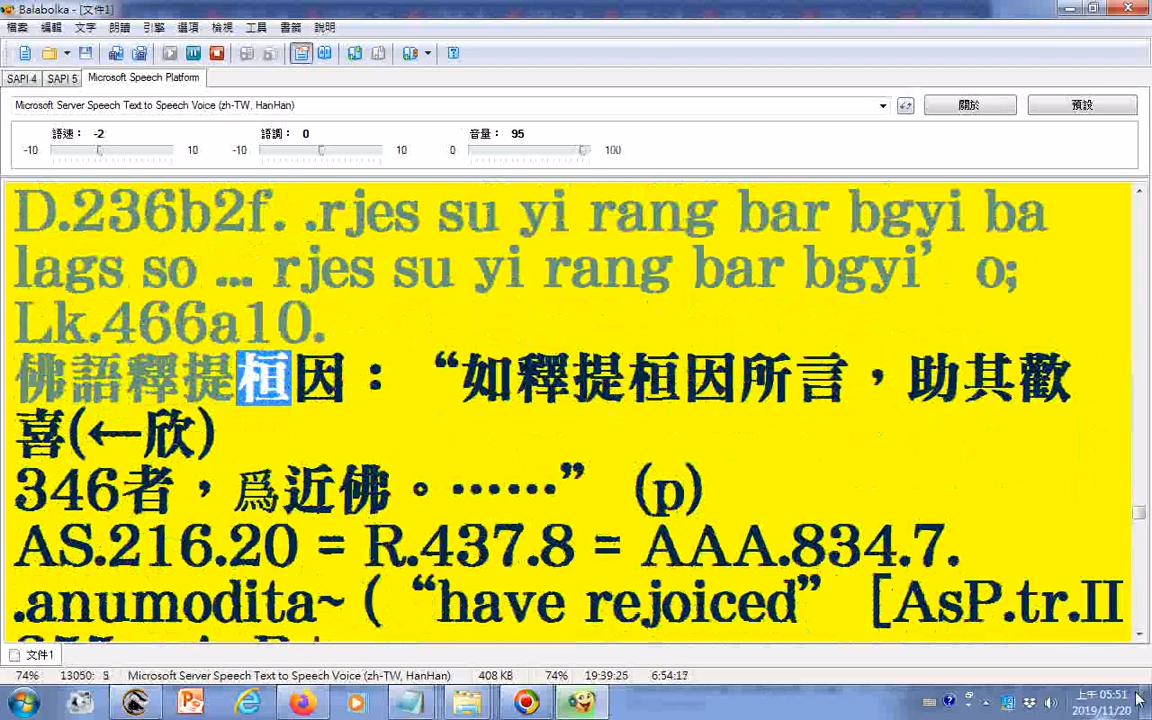 Balabolka - [文件1]
檔案 編輯 文字 朗讀 引擎 選項 檢視 工具 書籤 說明
SAPI 4 SAPI 5 Microsoft Speech Platform
Microsoft Server Speech Text to Speech Voice (zh-TW, HanHan) 關於 預設
語速： -2 語調： 0 音量： 95
-10 10 -10 10 0 100
D.236b2f. .rjes su yi rang bar bgyi ba
lags so ... rjes su yi rang bar bgyi’ o;
Lk.466a10.
佛語釋提桓因：“如釋提桓因所言，助其歡
喜(←欣)
346者，爲近佛。……” (p)
AS.216.20 = R.437.8 = AAA.834.7.
.anumodita~ (“have rejoiced” [AsP.tr.II
文件1
74% 13050: Microsoft Server Speech Text to Speech Voice (zh-TW, HanHan) 408 KB 74% 19:39:25 6:54:17
上午 05:51
2019/11/20